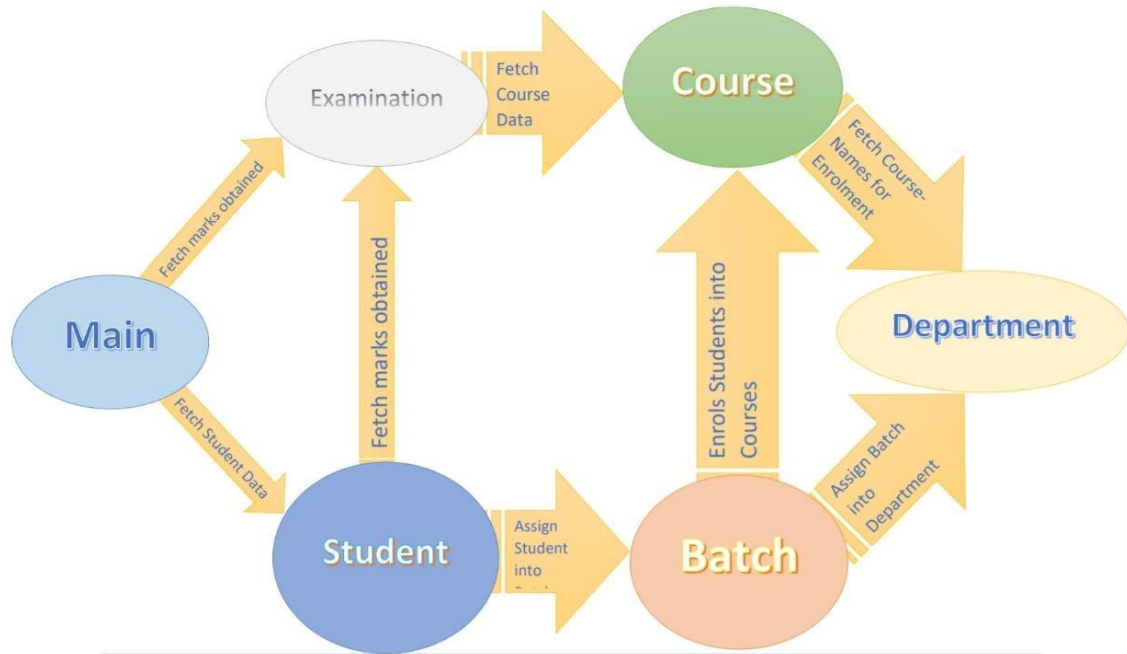 Examination
Fetch
Course
Data
Course
Fetch Course-
Names for
Enrolment
Fetch marks obtained
Main
Fetch Student Data
Fetch marks obtained
Enrols Students into
Courses
Department
Student
Assign
Student
into
Batch
Assign Batch
into
Department